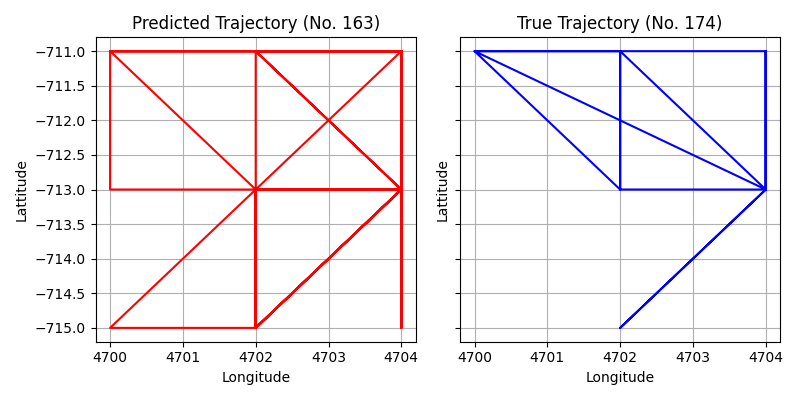 Predicted Trajectory (No. 163)
True Trajectory (No. 174)
−711.0
−711.5
−712.0
−712.5
−713.0
−713.5
−714.0
−714.5
−715.0
Lattitude
Lattitude
4700 4701 4702 4703 4704
4700 4701 4702 4703 4704
Longitude
Longitude